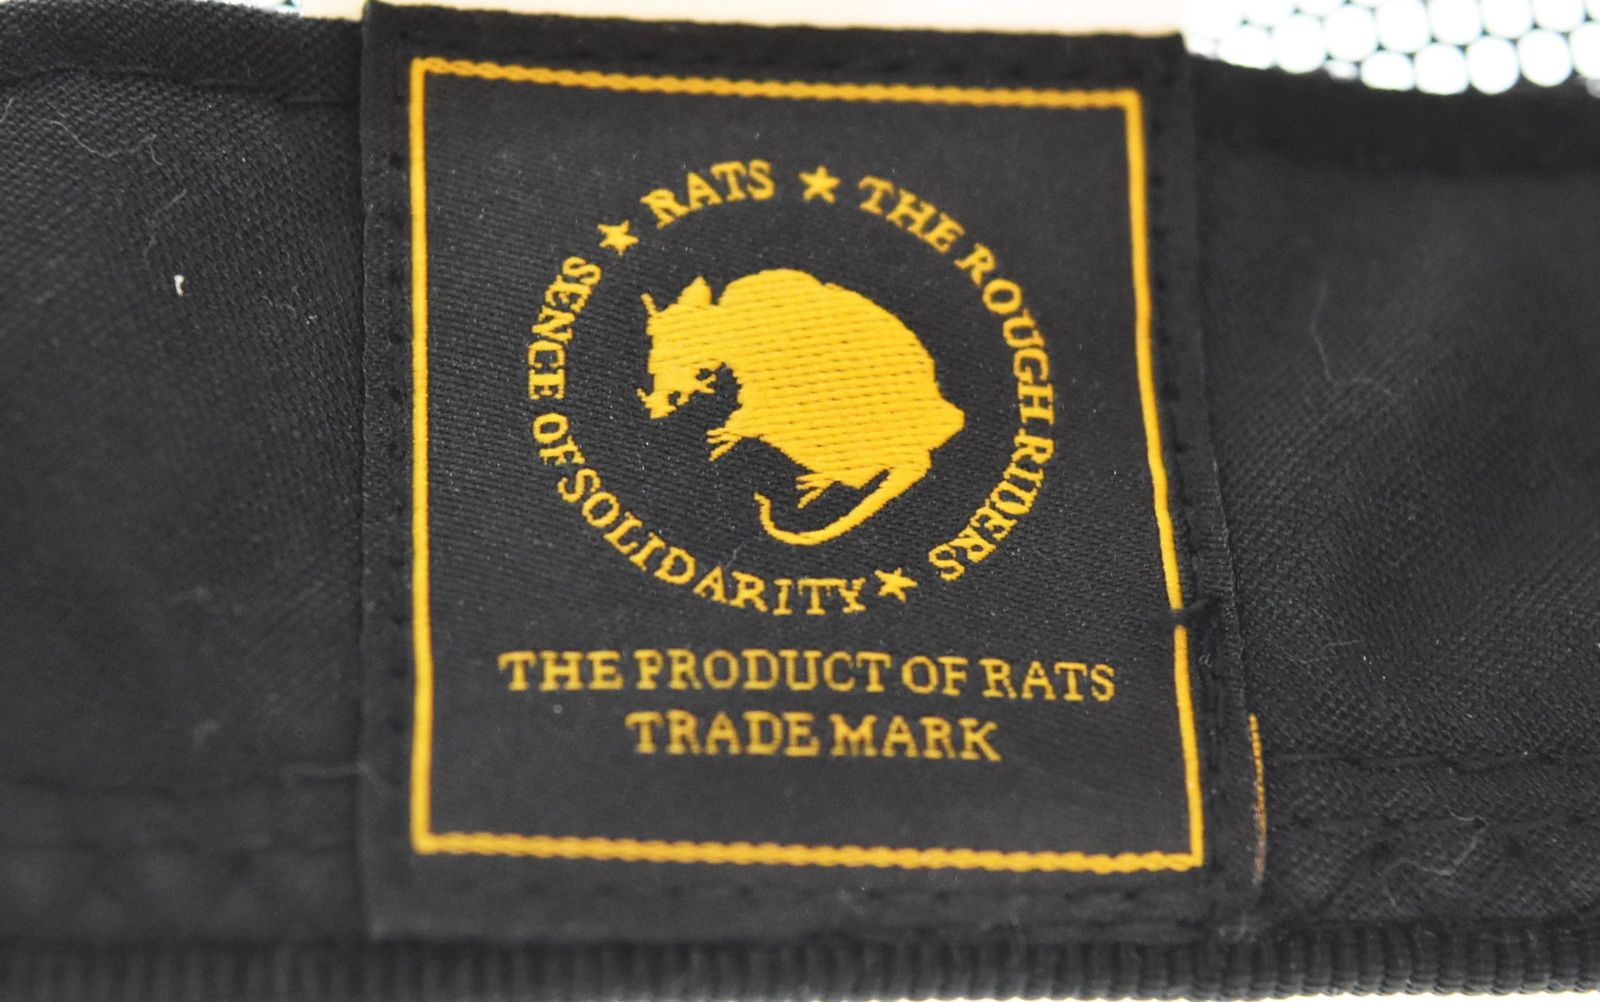 RATS ★ THE ROUGH RIDERS ★ SENCE OF SOLIDARITY ★
THE PRODUCT OF RATS
TRADE MARK